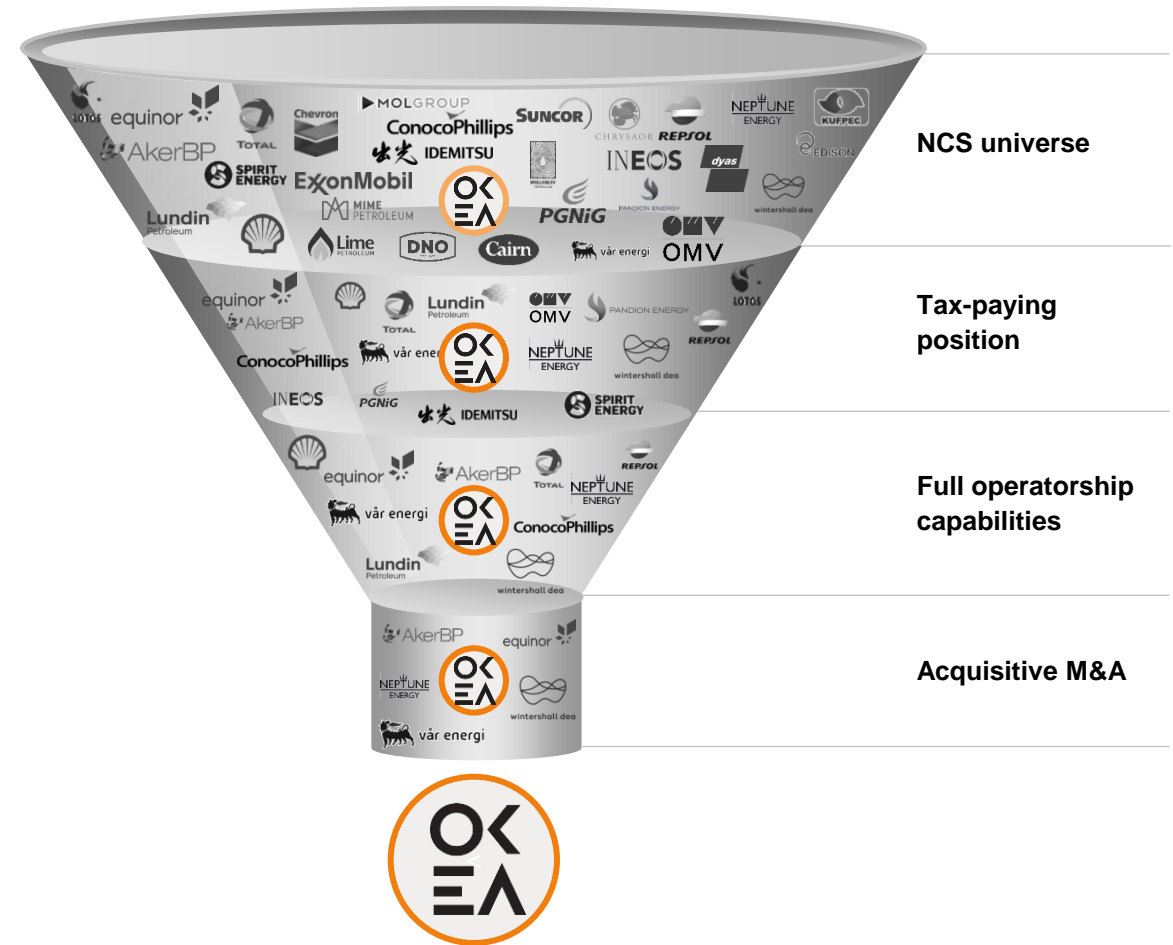 MOLGROUP
LOTOS
equinor
TOTAL
Chevron
ConocoPhillips
SUNCOR
CHRYSAOR
REPSOL
NEPTUNE
ENERGY
KUFPEC
AkerBP
出光 IDEMITSU
INEOS
dyas
EDISON
NCS universe
SPIRIT
ENERGY
ExxonMobil
OK
EA
MIME
PETROLEUM
PGNiG
PANDION ENERGY
wintershall dea
Lundin
Petroleum
Lime
PETROLEUM
DNO
Cairn
vår energi
OMV
equinor
AkerBP
TOTAL
Lundin
Petroleum
OMV
PANDION ENERGY
LOTOS
REPSOL
Tax-paying
position
ConocoPhillips
vår ener
OK
EA
NEPTUNE
ENERGY
wintershall dea
INEOS
PGNiG
出光 IDEMITSU
SPIRIT
ENERGY
equinor
AkerBP
TOTAL
REPSOL
NEPTUNE
ENERGY
Full operatorship
capabilities
vår energi
OK
EA
ConocoPhillips
Lundin
Petroleum
wintershall dea
AkerBP
equinor
NEPTUNE
ENERGY
OK
EA
wintershall dea
Acquisitive M&A
vår energi
OK
EA